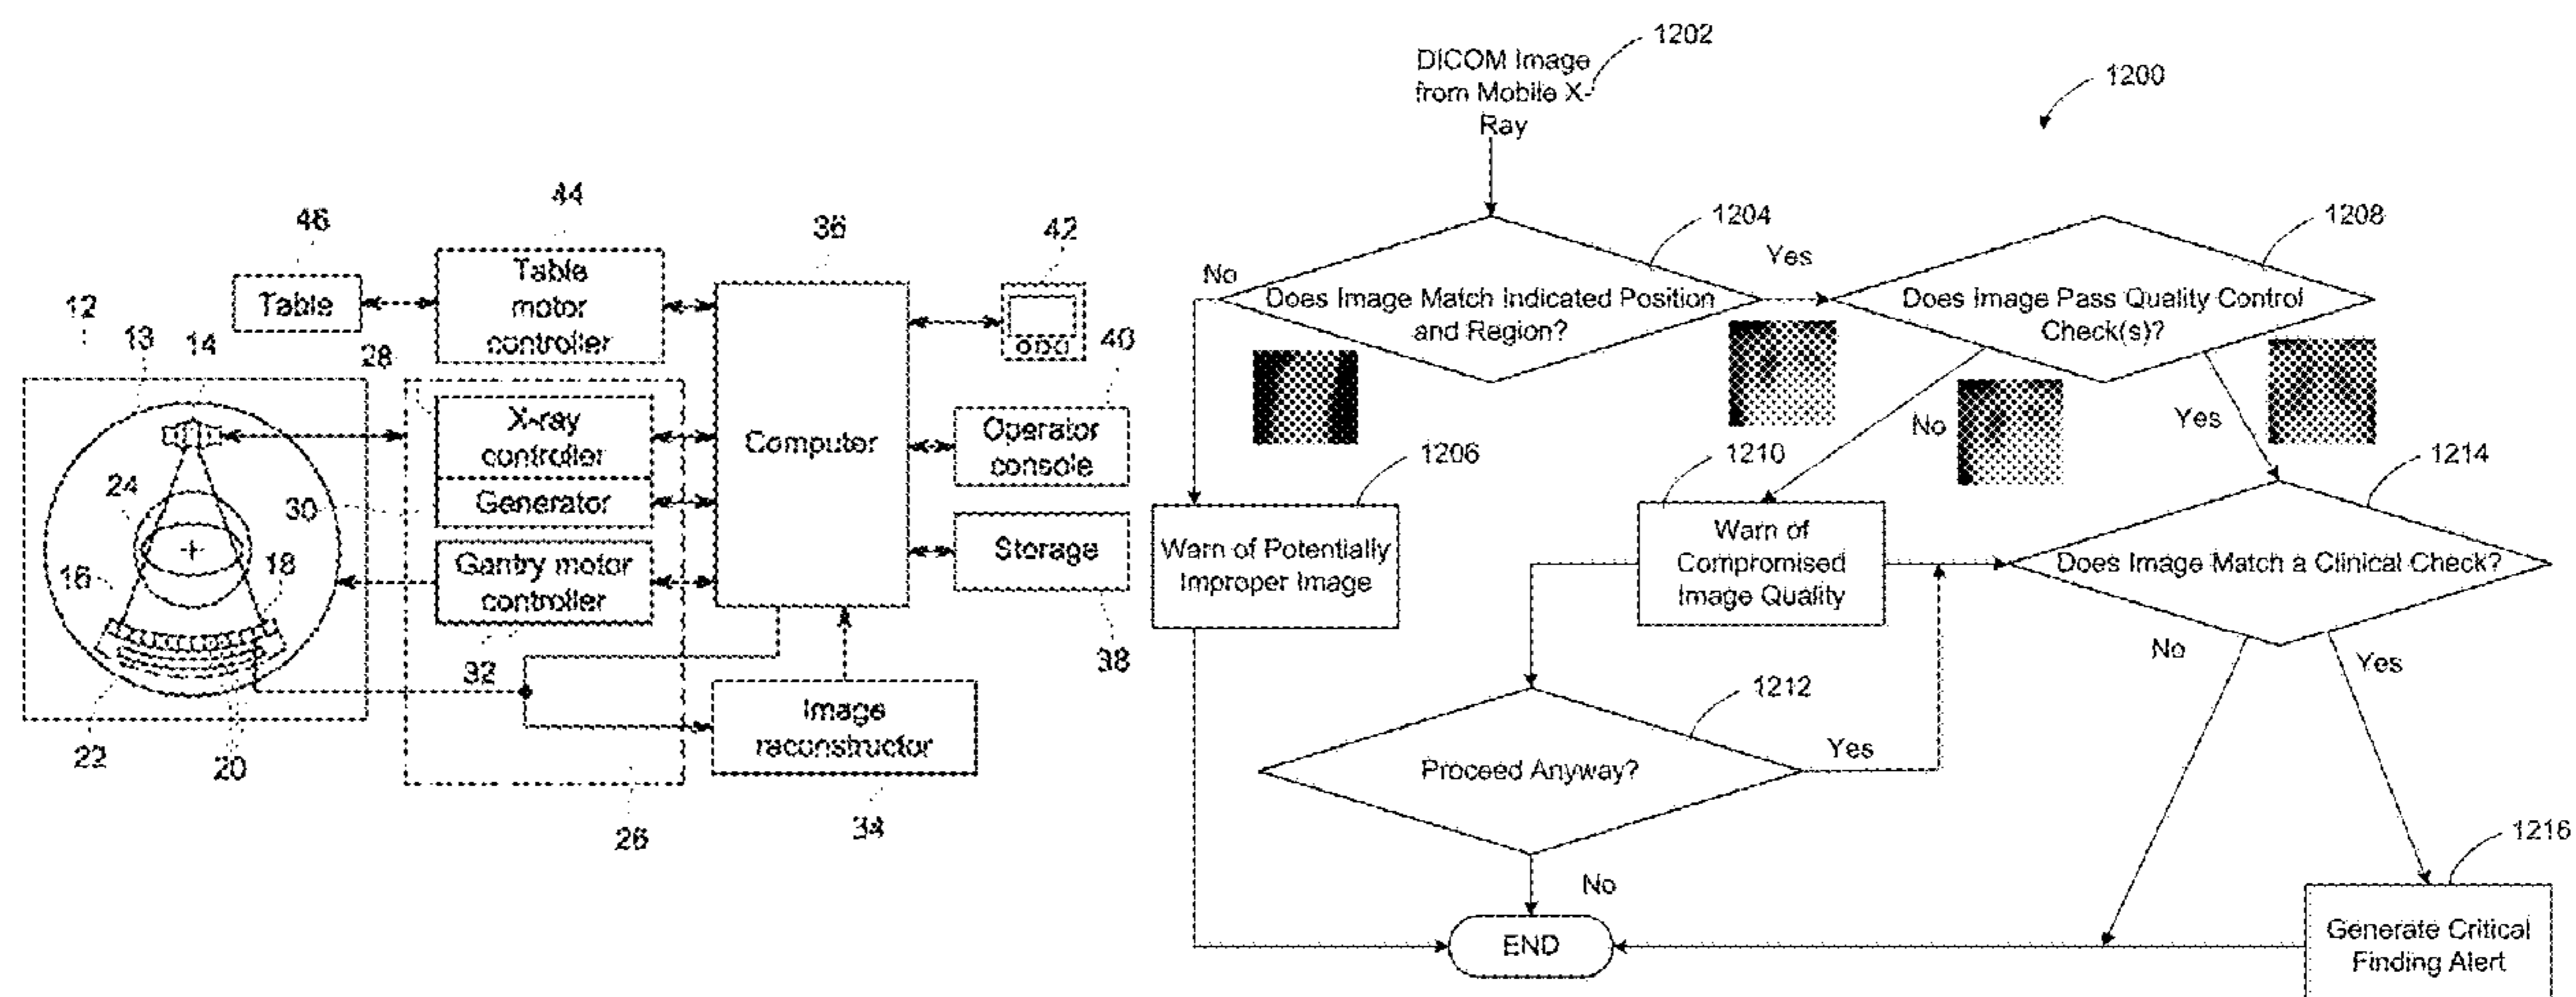 44
46
36
42
Table
motor
controller
Table
12
13
14
28
40
X-ray
controller
Computer
Operator
console
24
30
Generator
Storage
16
18
Gantry motor
controller
32
38
Image
reconstructor
22
20
26
34
1202
DICOM Image
from Mobile X-
Ray
1200
1204
1208
Yes
No
Does Image Match Indicated Position
and Region?
Does Image Pass Quality Control
Check(s)?
No
Yes
1206
1210
1214
Warn of Potentially
Improper Image
Warn of
Compromised
Image Quality
Does Image Match a Clinical Check?
No
Yes
1212
Proceed Anyway?
Yes
1216
No
END
Generate Critical
Finding Alert